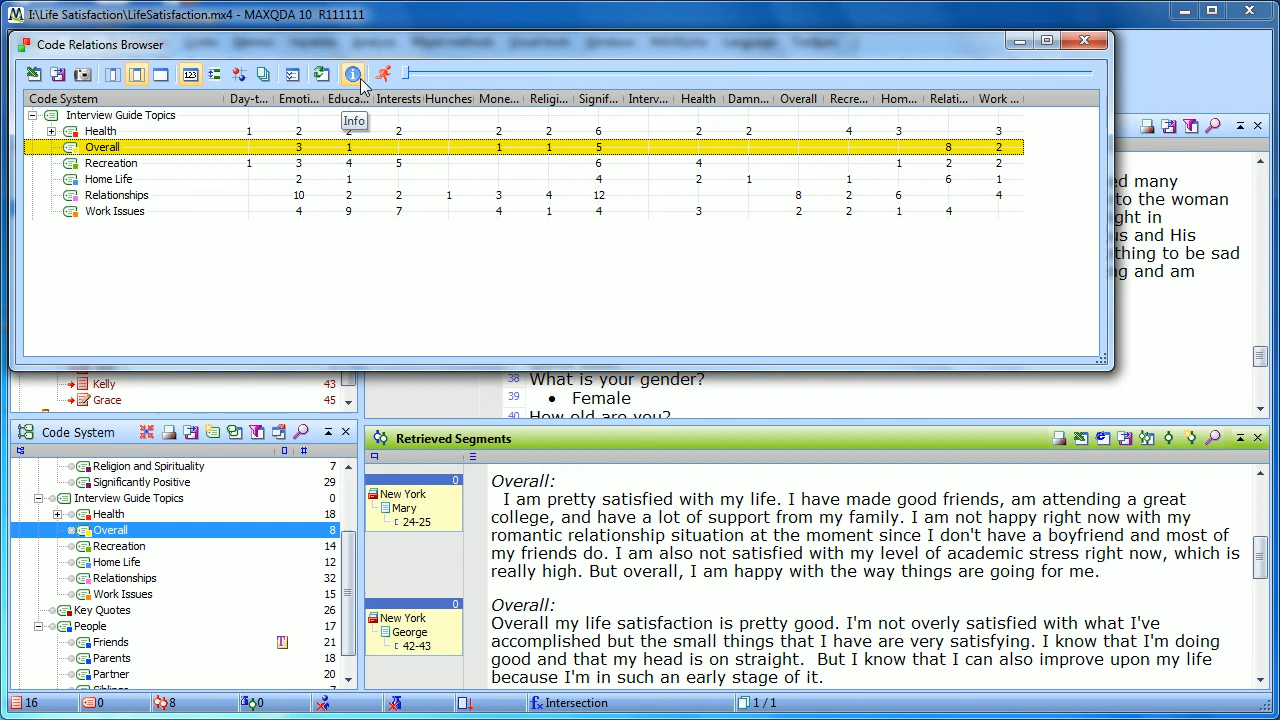 I:\Life Satisfaction\LifeSatisfaction.mx4 - MAXQDA 10 R111111
Code Relations Browser
123
Code System Day-t... Emoti... Educa... Interests Hunches Mone... Religi... Signif... Interv... Health Damn... Overall Recre... Hom... Relati... Work ...
Interview Guide Topics
Info
Health 1 2 2 2 2 2 6 2 2 4 3 3
Overall 3 1 1 1 5 8 2
Recreation 1 3 4 5 6 4 1 2 2
Home Life 2 1 4 2 1 1 6 1
Relationships 10 2 2 1 3 4 12 8 2 6 4
Work Issues 4 9 7 4 1 4 3 2 2 1 4
ed many
to the woman
ght in
us and His
thing to be sad
g and am
Kelly 43
Grace 45
38 What is your gender?
39 • Female
40 How old are you?
Code System
#
Religion and Spirituality 7
Significantly Positive 2
Interview Guide Topics 0
Health 18
Overall 8
Recreation 14
Home Life 12
Relationships 32
Work Issues 15
Key Quotes 26
People 17
Friends T 21
Parents 18
Partner 20
Siblings
Retrieved Segments
0
New York
Mary
24-25
Overall:
I am pretty satisfied with my life. I have made good friends, am attending a great
college, and have a lot of support from my family. I am not happy right now with my
romantic relationship situation at the moment since I don't have a boyfriend and most of
my friends do. I am also not satisfied with my level of academic stress right now, which is
really high. But overall, I am happy with the way things are going for me.
0
New York
George
42-43
Overall:
Overall my life satisfaction is pretty good. I'm not overly satisfied with what I've
accomplished but the small things that I have are very satisfying. I know that I'm doing
good and that my head is on straight. But I know that I can also improve upon my life
because I'm in such an early stage of it.
16 0 8 0 Intersection 1 / 1